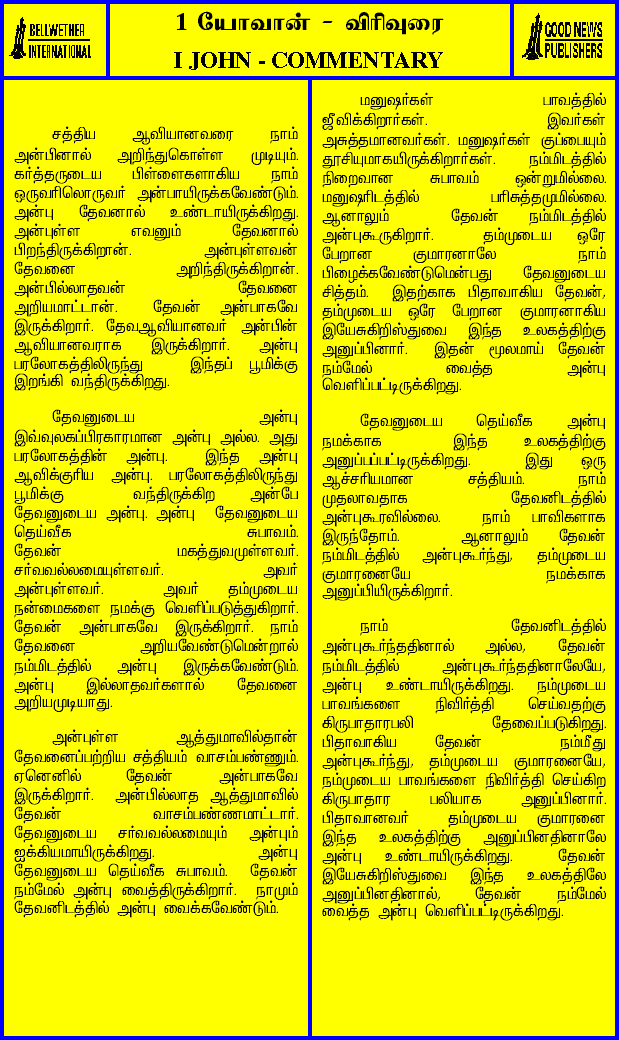 BELLWETHER
INTERNATIONAL
1 யோவான் - விரிவுரை
I JOHN - COMMENTARY
GOOD NEWS
PUBLISHERS
சத்திய ஆவியானவரை நாம்
அன்பினால் அறிந்துகொள்ள முடியும்.
கர்த்தருடைய பிள்ளைகளாகிய நாம்
ஒருவரிலொருவர் அன்பாயிருக்கவேண்டும்.
அன்பு தேவனால் உண்டாயிருக்கிறது.
அன்புள்ள எவனும் தேவனால்
பிறந்திருக்கிறான். அன்புள்ளவன்
தேவனை அறிந்திருக்கிறான்.
அன்பில்லாதவன் தேவனை
அறியமாட்டான். தேவன் அன்பாகவே
இருக்கிறார். தேவஆவியானவர் அன்பின்
ஆவியானவராக இருக்கிறார். அன்பு
பரலோகத்திலிருந்து இந்தப் பூமிக்கு
இறங்கி வந்திருக்கிறது.
தேவனுடைய அன்பு
இவ்வுலகப்பிரகாரமான அன்பு அல்ல. அது
பரலோகத்தின் அன்பு. இந்த அன்பு
ஆவிக்குரிய அன்பு. பரலோகத்திலிருந்து
பூமிக்கு வந்திருக்கிற அன்பே
தேவனுடைய அன்பு. அன்பு தேவனுடைய
தெய்வீக சுபாவம்.
தேவன் மகத்துவமுள்ளவர்.
சர்வவல்லமையுள்ளவர். அவர்
அன்புள்ளவர். அவர் தம்முடைய
நன்மைகளை நமக்கு வெளிப்படுத்துகிறார்.
தேவன் அன்பாகவே இருக்கிறார். நாம்
தேவனை அறியவேண்டுமென்றால்
நம்மிடத்தில் அன்பு இருக்கவேண்டும்.
அன்பு இல்லாதவர்களால் தேவனை
அறியமுடியாது.
அன்புள்ள ஆத்துமாவில்தான்
தேவனைப்பற்றிய சத்தியம் வாசம்பண்ணும்.
ஏனெனில் தேவன் அன்பாகவே
இருக்கிறார். அன்பில்லாத ஆத்துமாவில்
தேவன் வாசம்பண்ணமாட்டார்.
தேவனுடைய சர்வவல்லமையும் அன்பும்
ஐக்கியமாயிருக்கிறது. அன்பு
தேவனுடைய தெய்வீக சுபாவம். தேவன்
நம்மேல் அன்பு வைத்திருக்கிறார். நாமும்
தேவனிடத்தில் அன்பு வைக்கவேண்டும்.
மனுஷர்கள் பாவத்தில்
ஜீவிக்கிறார்கள். இவர்கள்
அசுத்தமானவர்கள். மனுஷர்கள் குப்பையும்
தூசியுமாகயிருக்கிறார்கள். நம்மிடத்தில்
நிறைவான சுபாவம் ஒன்றுமில்லை.
மனுஷரிடத்தில் பரிசுத்தமுமில்லை.
ஆனாலும் தேவன் நம்மிடத்தில்
அன்புகூருகிறார். தம்முடைய ஒரே
பேறான குமாரனாலே நாம்
பிழைக்கவேண்டுமென்பது தேவனுடைய
சித்தம். இதற்காக பிதாவாகிய தேவன்,
தம்முடைய ஒரே பேறான குமாரனாகிய
இயேசுகிறிஸ்துவை இந்த உலகத்திற்கு
அனுப்பினார். இதன் மூலமாய் தேவன்
நம்மேல் வைத்த அன்பு
வெளிப்பட்டிருக்கிறது.
தேவனுடைய தெய்வீக அன்பு
நமக்காக இந்த உலகத்திற்கு
அனுப்பப்பட்டிருக்கிறது. இது ஒரு
ஆச்சரியமான சத்தியம். நாம்
முதலாவதாக தேவனிடத்தில்
அன்புகூரவில்லை. நாம் பாவிகளாக
இருந்தோம். ஆனாலும் தேவன்
நம்மிடத்தில் அன்புகூர்ந்து, தம்முடைய
குமாரனையே நமக்காக
அனுப்பியிருக்கிறார்.
நாம் தேவனிடத்தில்
அன்புகூர்ந்ததினால் அல்ல, தேவன்
நம்மிடத்தில் அன்புகூர்ந்ததினாலேயே,
அன்பு உண்டாயிருக்கிறது. நம்முடைய
பாவங்களை நிவிர்த்தி செய்வதற்கு
கிருபாதாரபலி தேவைப்படுகிறது.
பிதாவாகிய தேவன் நம்மீது
அன்புகூர்ந்து, தம்முடைய குமாரனையே,
நம்முடைய பாவங்களை நிவிர்த்தி செய்கிற
கிருபாதார பலியாக அனுப்பினார்.
பிதாவானவர் தம்முடைய குமாரனை
இந்த உலகத்திற்கு அனுப்பினதினாலே
அன்பு உண்டாயிருக்கிறது. தேவன்
இயேசுகிறிஸ்துவை இந்த உலகத்திலே
அனுப்பினதினால், தேவன் நம்மேல்
வைத்த அன்பு வெளிப்பட்டிருக்கிறது.